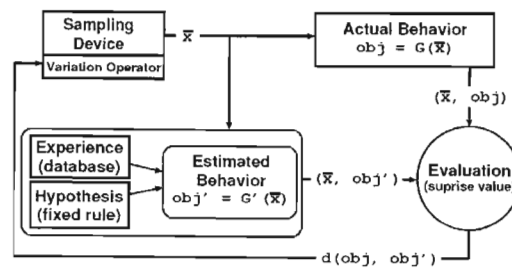 Sampling
Device
Variation Operator
x̅
Actual Behavior
obj = G(x̅)
(x̅, obj)
Experience
(database)
Hypothesis
(fixed rule)
Estimated
Behavior
obj' = G'(x̅)
(x̅, obj')
Evaluation
(suprise value)
d(obj, obj')